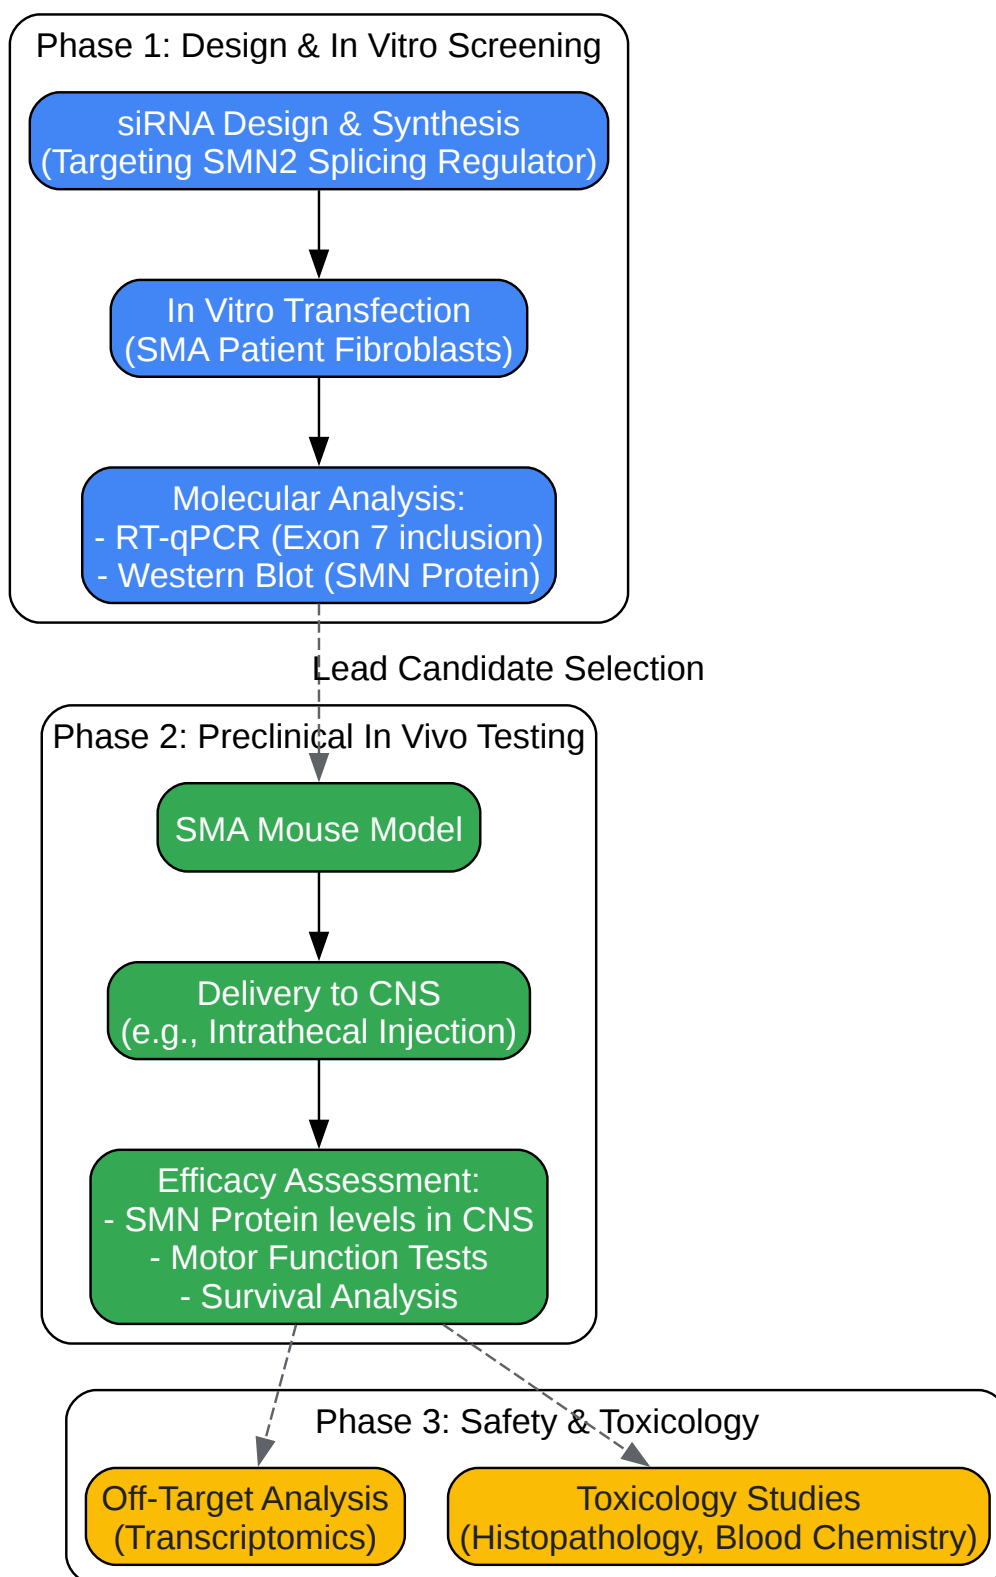 Phase 1: Design & In Vitro Screening
siRNA Design & Synthesis
(Targeting SMN2 Splicing Regulator)
In Vitro Transfection
(SMA Patient Fibroblasts)
Molecular Analysis:
- RT-qPCR (Exon 7 inclusion)
- Western Blot (SMN Protein)
Lead Candidate Selection
Phase 2: Preclinical In Vivo Testing
SMA Mouse Model
Delivery to CNS
(e.g., Intrathecal Injection)
Efficacy Assessment:
- SMN Protein levels in CNS
- Motor Function Tests
- Survival Analysis
Phase 3: Safety & Toxicology
Off-Target Analysis
(Transcriptomics)
Toxicology Studies
(Histopathology, Blood Chemistry)